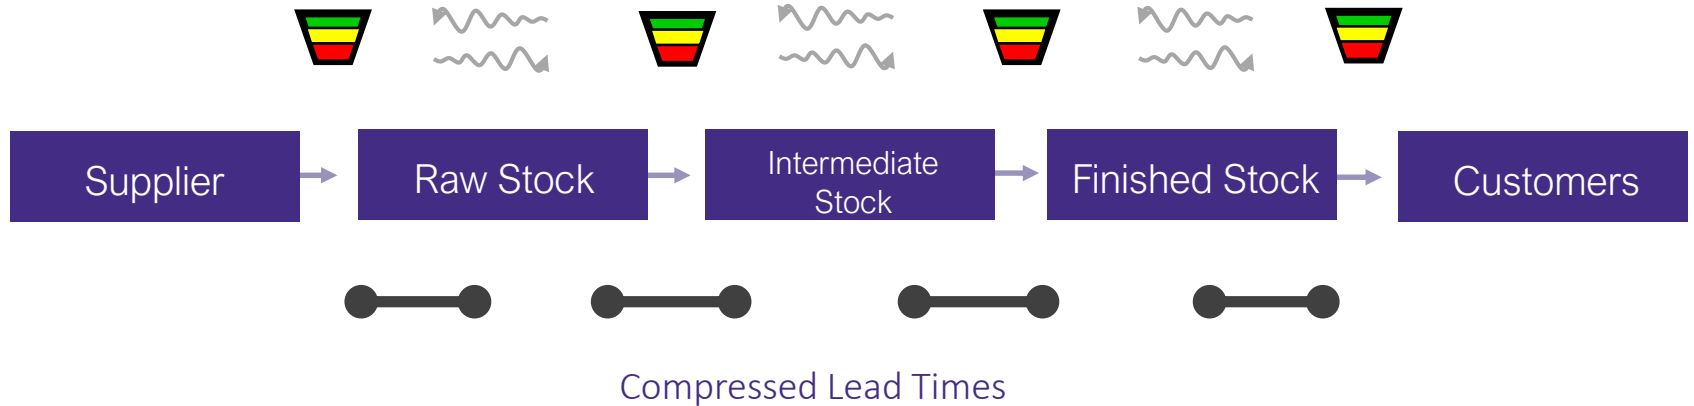 Supplier
Raw Stock
Intermediate
Stock
Finished Stock
Customers
Compressed Lead Times